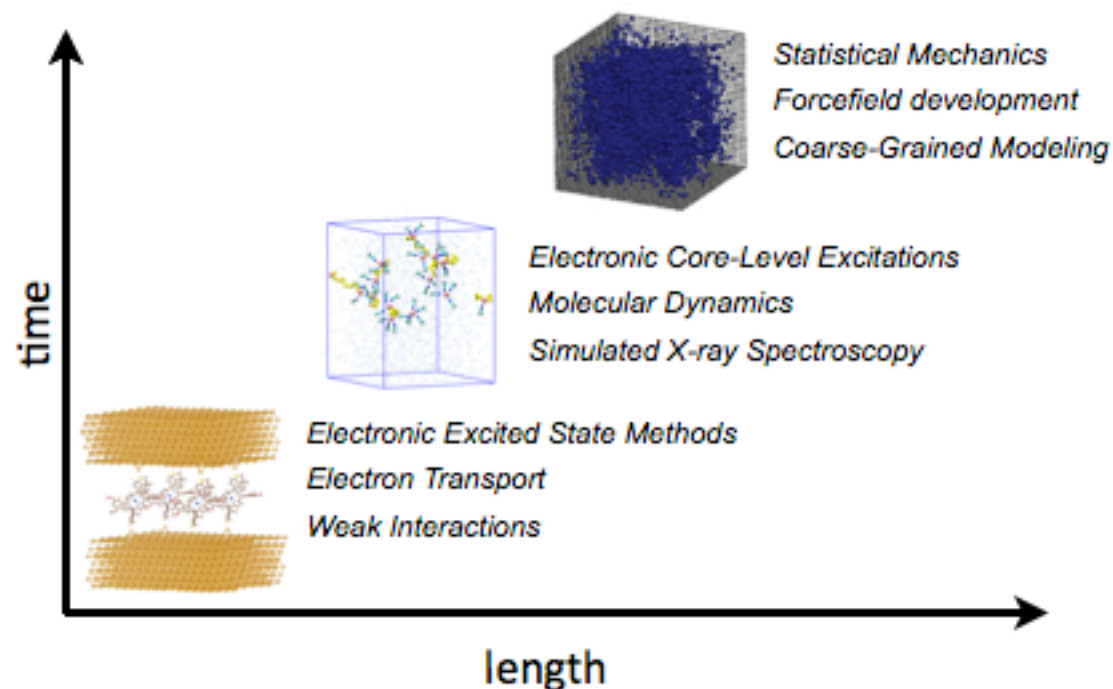 Statistical Mechanics
Forcefield development
Coarse-Grained Modeling
Electronic Core-Level Excitations
Molecular Dynamics
Simulated X-ray Spectroscopy
time
Electronic Excited State Methods
Electron Transport
Weak Interactions
length